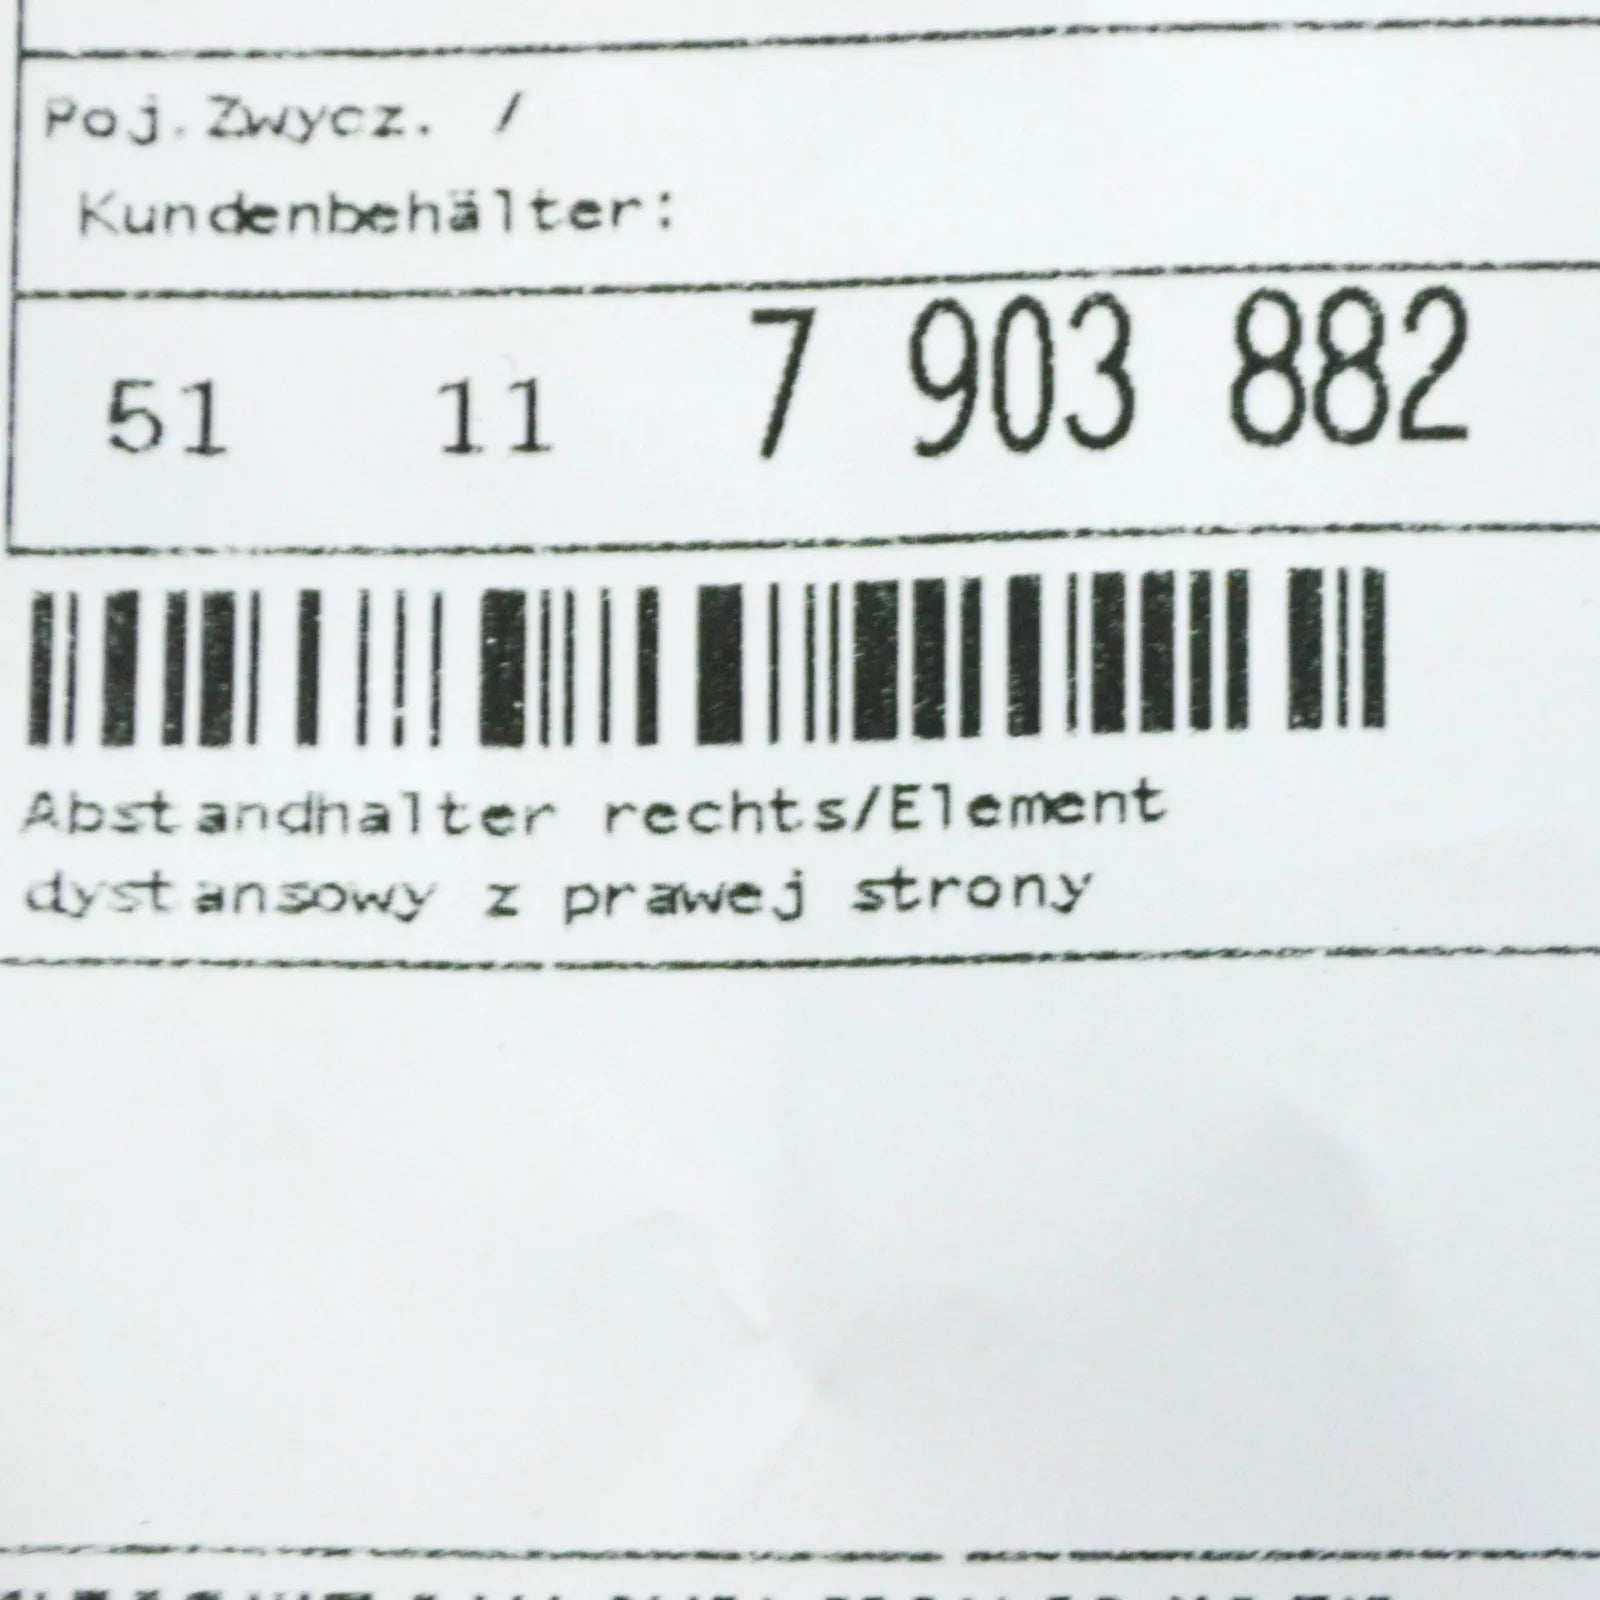 Poj.Zwycz. /
Kundenbehälter:
51 11 7 903 882
Abstandhalter rechts/Element
dystansowy z prawej strony